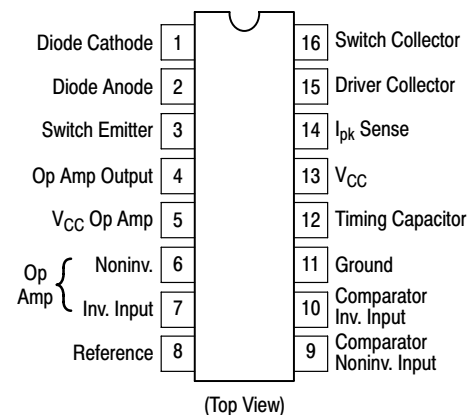 Diode Cathode 1 16 Switch Collector
Diode Anode 2 15 Driver Collector
Switch Emitter 3 14 Ipk Sense
Op Amp Output 4 13 VCC
VCC Op Amp 5 12 Timing Capacitor
Op Amp { Noninv. 6 11 Ground
Inv. Input 7 10 Comparator Inv. Input
Reference 8 9 Comparator Noninv. Input
(Top View)